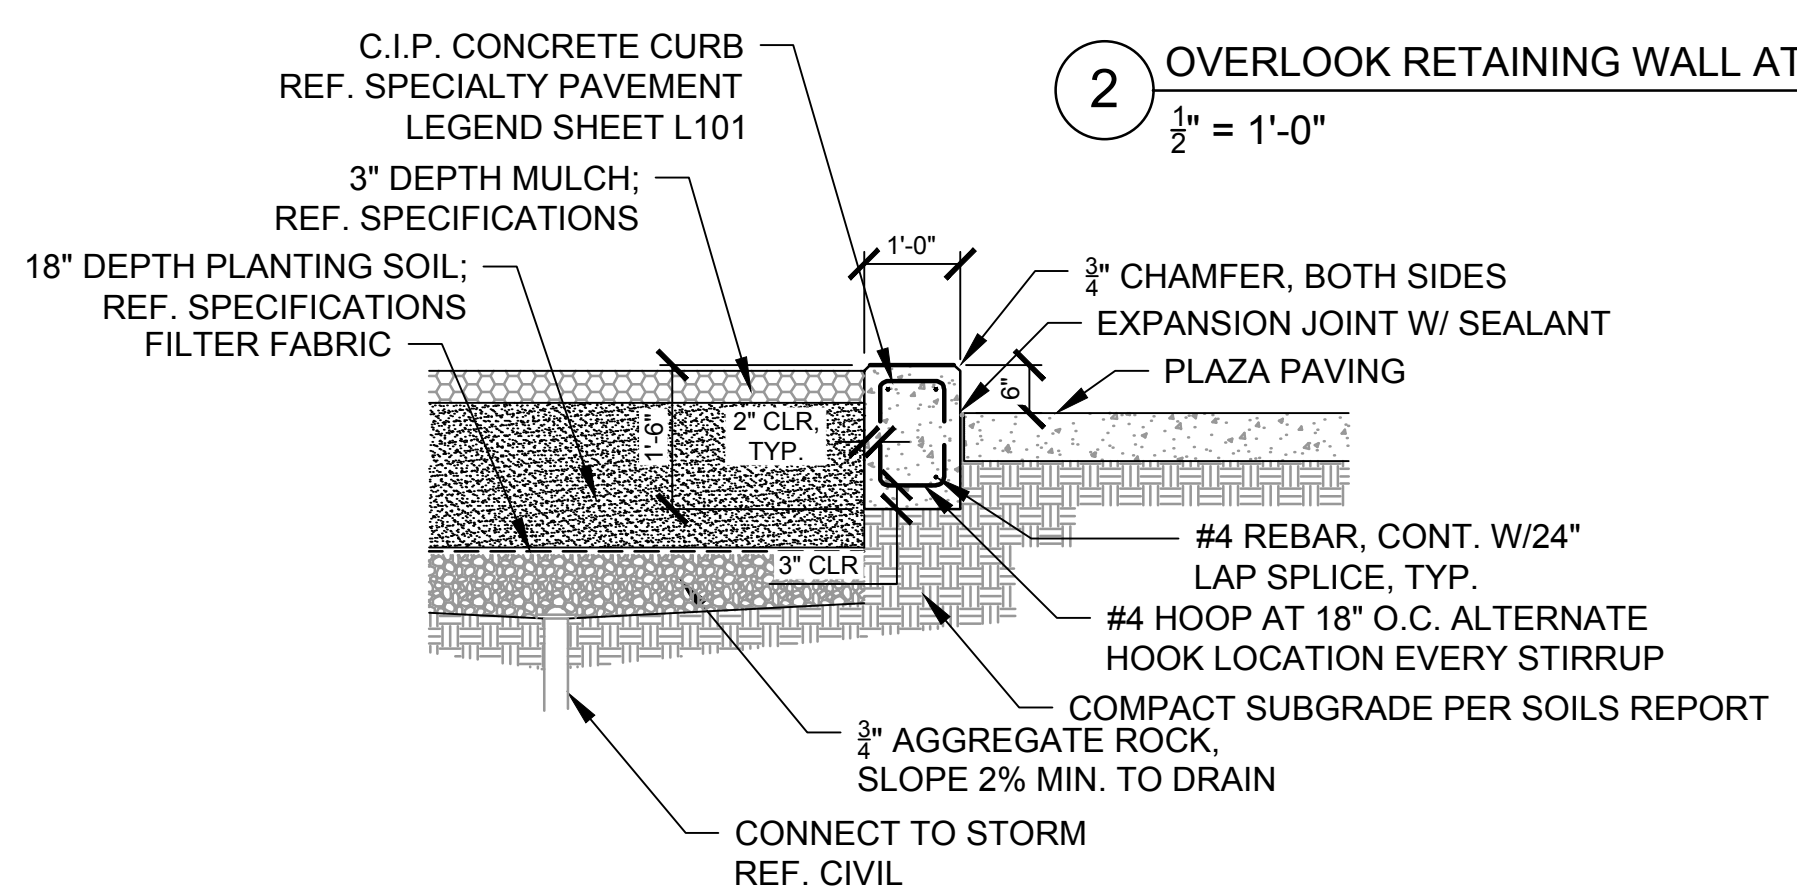 C.I.P. CONCRETE CURB
REF. SPECIALTY PAVEMENT
LEGEND SHEET L101
3" DEPTH MULCH;
REF. SPECIFICATIONS
18" DEPTH PLANTING SOIL;
REF. SPECIFICATIONS
FILTER FABRIC
2
OVERLOOK RETAINING WALL AT
1/2" = 1'-0"
1'-0"
3/4" CHAMFER, BOTH SIDES
EXPANSION JOINT W/ SEALANT
PLAZA PAVING
6"
1'-6"
2" CLR,
TYP.
3" CLR
#4 REBAR, CONT. W/24"
LAP SPLICE, TYP.
#4 HOOP AT 18" O.C. ALTERNATE
HOOK LOCATION EVERY STIRRUP
COMPACT SUBGRADE PER SOILS REPORT
3/4" AGGREGATE ROCK,
SLOPE 2% MIN. TO DRAIN
CONNECT TO STORM
REF. CIVIL